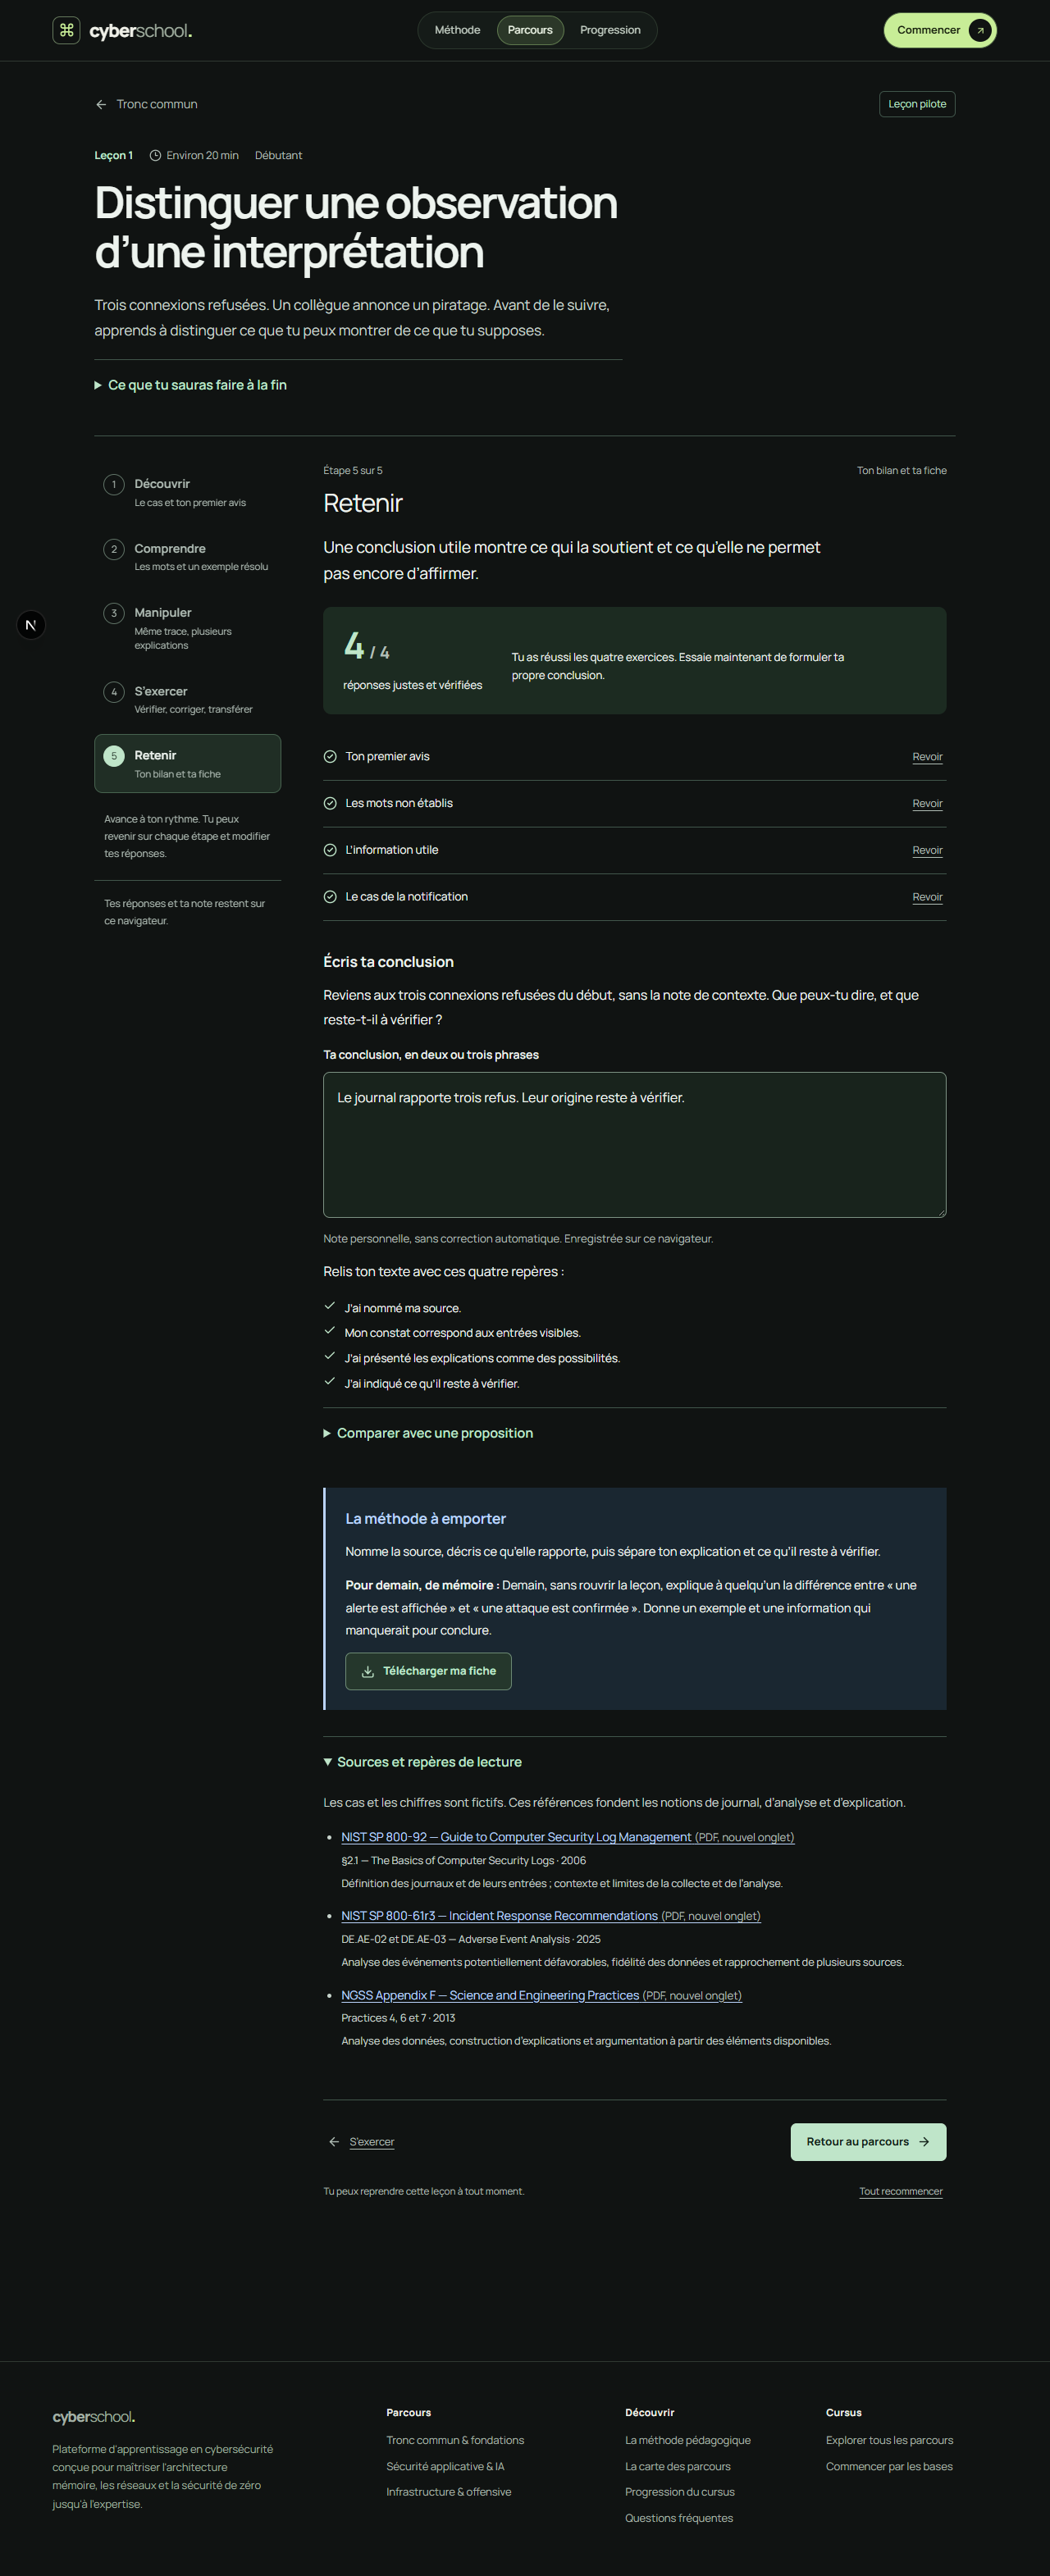 cyberschool.
Méthode
Parcours
Progression
Commencer
Tronc commun
Leçon pilote
Leçon 1
Environ 20 min
Débutant
Distinguer une observation
d’une interprétation
Trois connexions refusées. Un collègue annonce un piratage. Avant de le suivre,
apprends à distinguer ce que tu peux montrer de ce que tu supposes.
Ce que tu sauras faire à la fin
1
Découvrir
Le cas et ton premier avis
2
Comprendre
Les mots et un exemple résolu
3
Manipuler
Même trace, plusieurs
explications
4
S’exercer
Vérifier, corriger, transférer
5
Retenir
Ton bilan et ta fiche
Avance à ton rythme. Tu peux
revenir sur chaque étape et modifier
tes réponses.
Tes réponses et ta note restent sur
ce navigateur.
N
Étape 5 sur 5
Ton bilan et ta fiche
Retenir
Une conclusion utile montre ce qui la soutient et ce qu’elle ne permet
pas encore d’affirmer.
4 / 4
réponses justes et vérifiées
Tu as réussi les quatre exercices. Essaie maintenant de formuler ta
propre conclusion.
Ton premier avis
Revoir
Les mots non établis
Revoir
L’information utile
Revoir
Le cas de la notification
Revoir
Écris ta conclusion
Reviens aux trois connexions refusées du début, sans la note de contexte. Que peux-tu dire, et que
reste-t-il à vérifier ?
Ta conclusion, en deux ou trois phrases
Le journal rapporte trois refus. Leur origine reste à vérifier.
Note personnelle, sans correction automatique. Enregistrée sur ce navigateur.
Relis ton texte avec ces quatre repères :
J’ai nommé ma source.
Mon constat correspond aux entrées visibles.
J’ai présenté les explications comme des possibilités.
J’ai indiqué ce qu’il reste à vérifier.
Comparer avec une proposition
La méthode à emporter
Nomme la source, décris ce qu’elle rapporte, puis sépare ton explication et ce qu’il reste à vérifier.
Pour demain, de mémoire : Demain, sans rouvrir la leçon, explique à quelqu’un la différence entre « une
alerte est affichée » et « une attaque est confirmée ». Donne un exemple et une information qui
manquerait pour conclure.
Télécharger ma fiche
Sources et repères de lecture
Les cas et les chiffres sont fictifs. Ces références fondent les notions de journal, d’analyse et d’explication.
• NIST SP 800-92 — Guide to Computer Security Log Management (PDF, nouvel onglet)
§2.1 — The Basics of Computer Security Logs · 2006
Définition des journaux et de leurs entrées ; contexte et limites de la collecte et de l’analyse.
• NIST SP 800-61r3 — Incident Response Recommendations (PDF, nouvel onglet)
DE.AE-02 et DE.AE-03 — Adverse Event Analysis · 2025
Analyse des événements potentiellement défavorables, fidélité des données et rapprochement de plusieurs sources.
• NGSS Appendix F — Science and Engineering Practices (PDF, nouvel onglet)
Practices 4, 6 et 7 · 2013
Analyse des données, construction d’explications et argumentation à partir des éléments disponibles.
S’exercer
Retour au parcours
Tu peux reprendre cette leçon à tout moment.
Tout recommencer
cyberschool.
Plateforme d’apprentissage en cybersécurité
conçue pour maîtriser l’architecture
mémoire, les réseaux et la sécurité de zéro
jusqu’à l’expertise.
Parcours
Tronc commun & fondations
Sécurité applicative & IA
Infrastructure & offensive
Découvrir
La méthode pédagogique
La carte des parcours
Progression du cursus
Questions fréquentes
Cursus
Explorer tous les parcours
Commencer par les bases